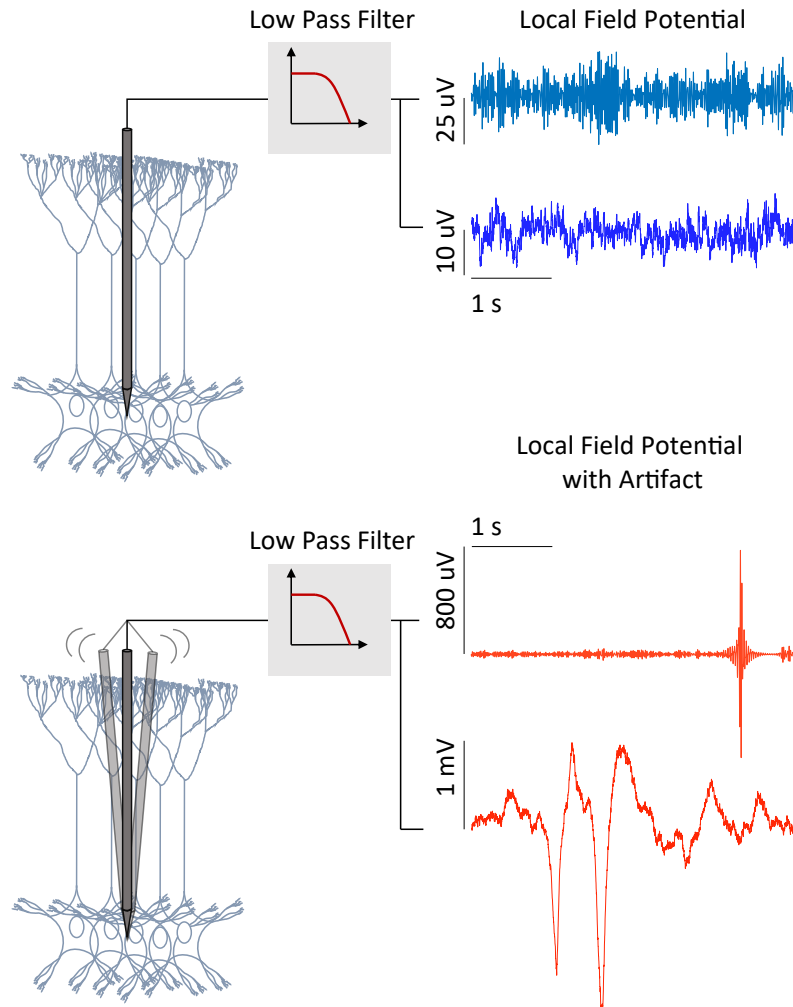 Low Pass Filter
Local Field Potential
25 uV
10 uV
1 s
Local Field Potential
with Artifact
Low Pass Filter
1 s
800 uV
1 mV